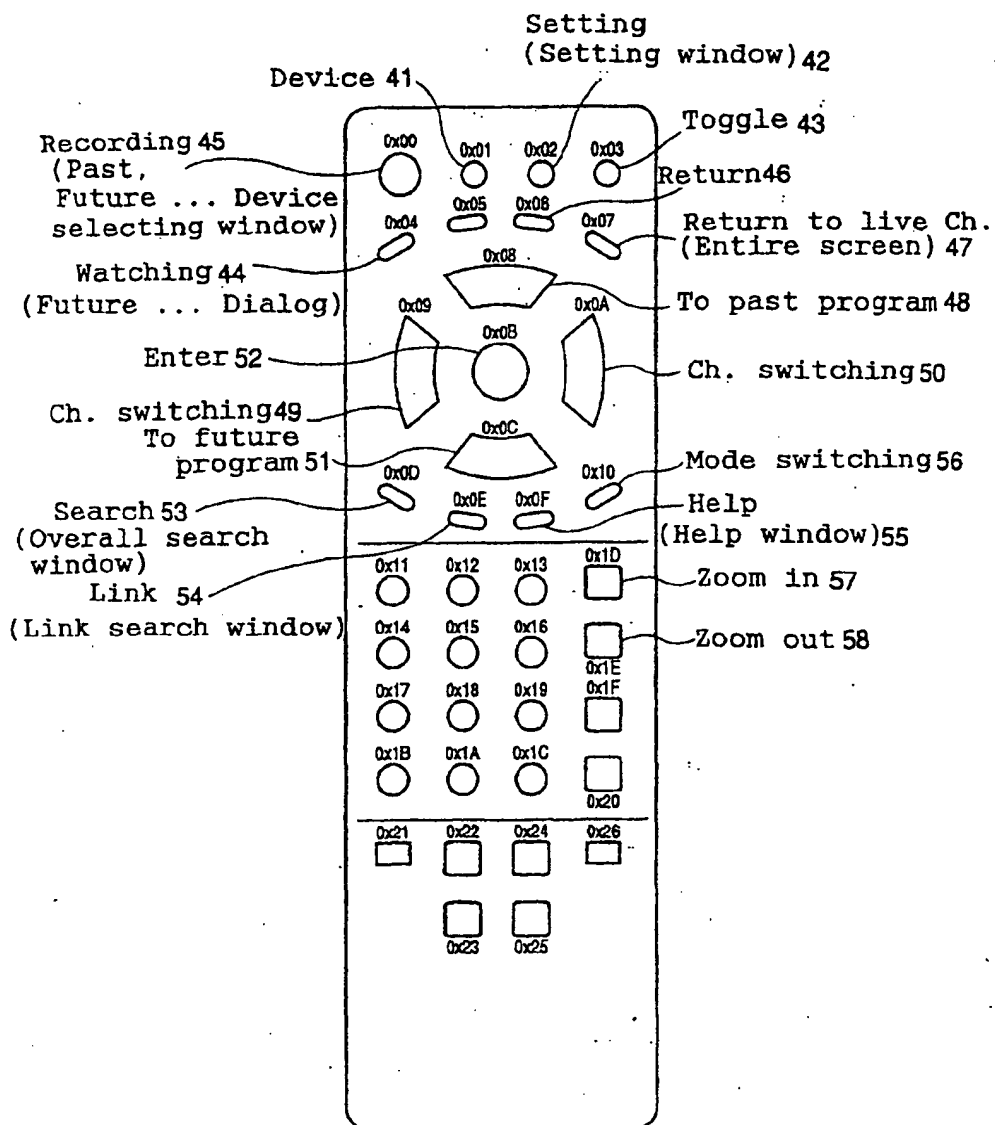 Setting
(Setting window) 42
Device 41
Toggle 43
Recording 45
(Past,
Future ... Device
selecting window)
Return 46
Return to live Ch.
(Entire screen) 47
Watching 44
(Future ... Dialog)
To past program 48
Enter 52
Ch. switching 50
Ch. switching 49
To future
program 51
Mode switching 56
Search 53
(Overall search
window)
Help
(Help window) 55
Link 54
(Link search window)
Zoom in 57
Zoom out 58
0x00
0x01
0x02
0x03
0x04
0x05
0x06
0x07
0x08
0x09
0x0A
0x0B
0x0C
0x0D
0x0E
0x0F
0x10
0x11
0x12
0x13
0x1D
0x14
0x15
0x16
0x1E
0x17
0x18
0x19
0x1F
0x1B
0x1A
0x1C
0x20
0x21
0x22
0x24
0x26
0x23
0x25